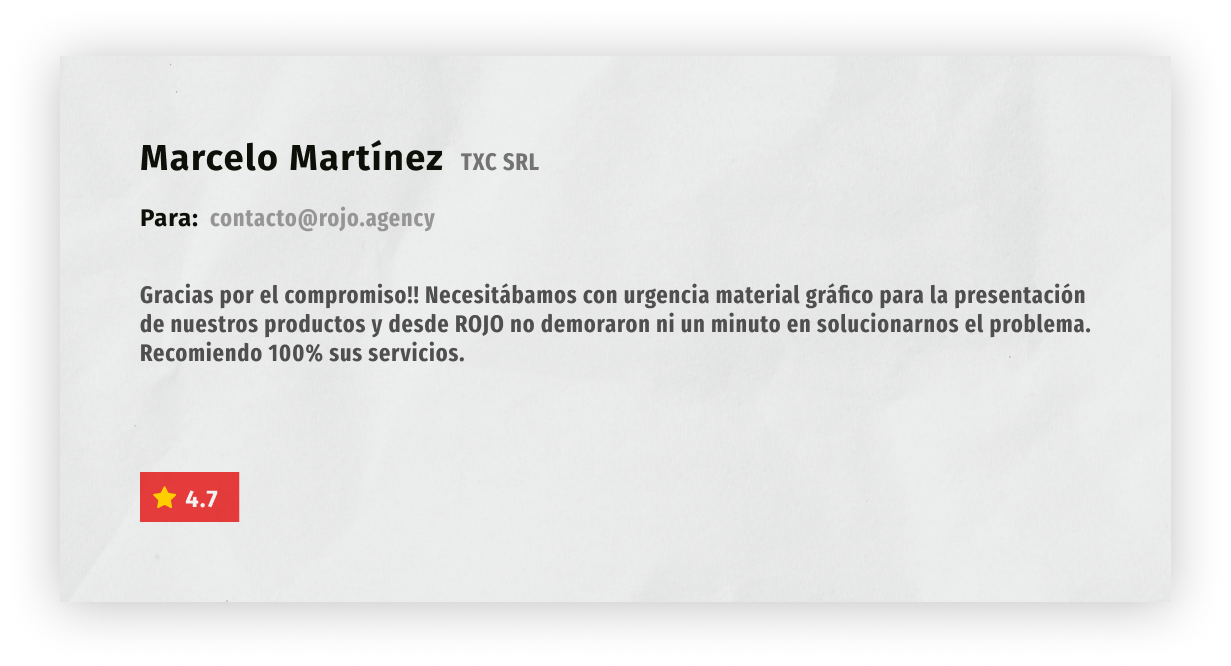 Marcelo Martínez TXC SRL
Para: contacto@rojo.agency
Gracias por el compromiso!! Necesitábamos con urgencia material gráfico para la presentación
de nuestros productos y desde ROJO no demoraron ni un minuto en solucionarnos el problema.
Recomiendo 100% sus servicios.
4.7